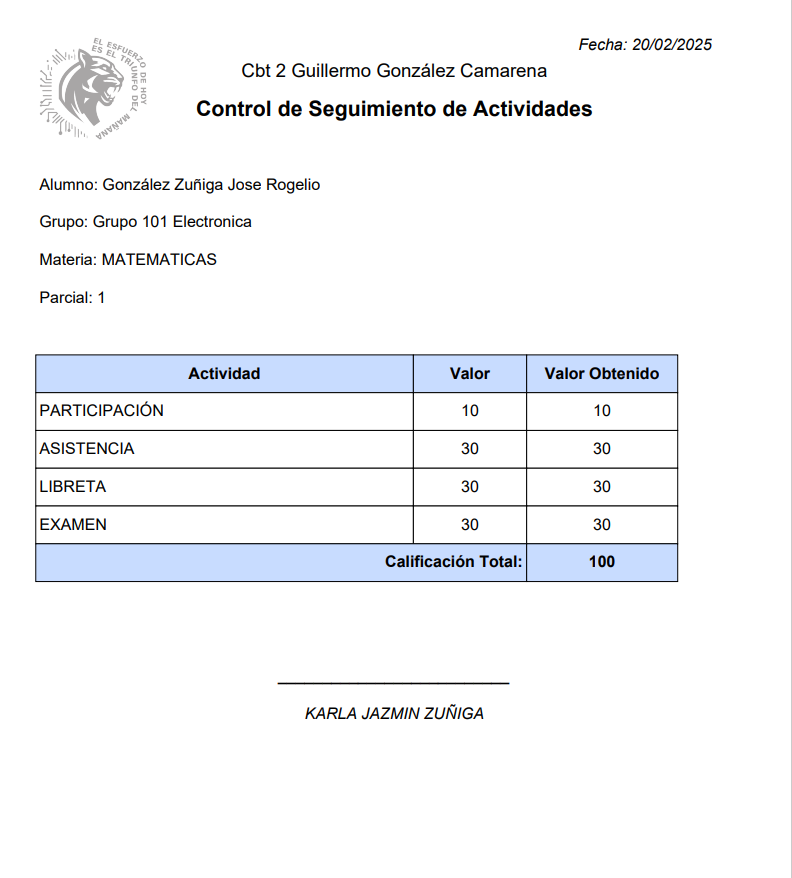 EL ESFUERZO DE HOY
ES EL TRIUNFO DEL MAÑANA
Fecha: 20/02/2025
Cbt 2 Guillermo González Camarena
Control de Seguimiento de Actividades
Alumno: González Zuñiga Jose Rogelio
Grupo: Grupo 101 Electronica
Materia: MATEMATICAS
Parcial: 1
Actividad Valor Valor Obtenido
PARTICIPACIÓN 10 10
ASISTENCIA 30 30
LIBRETA 30 30
EXAMEN 30 30
Calificación Total: 100
KARLA JAZMIN ZUÑIGA